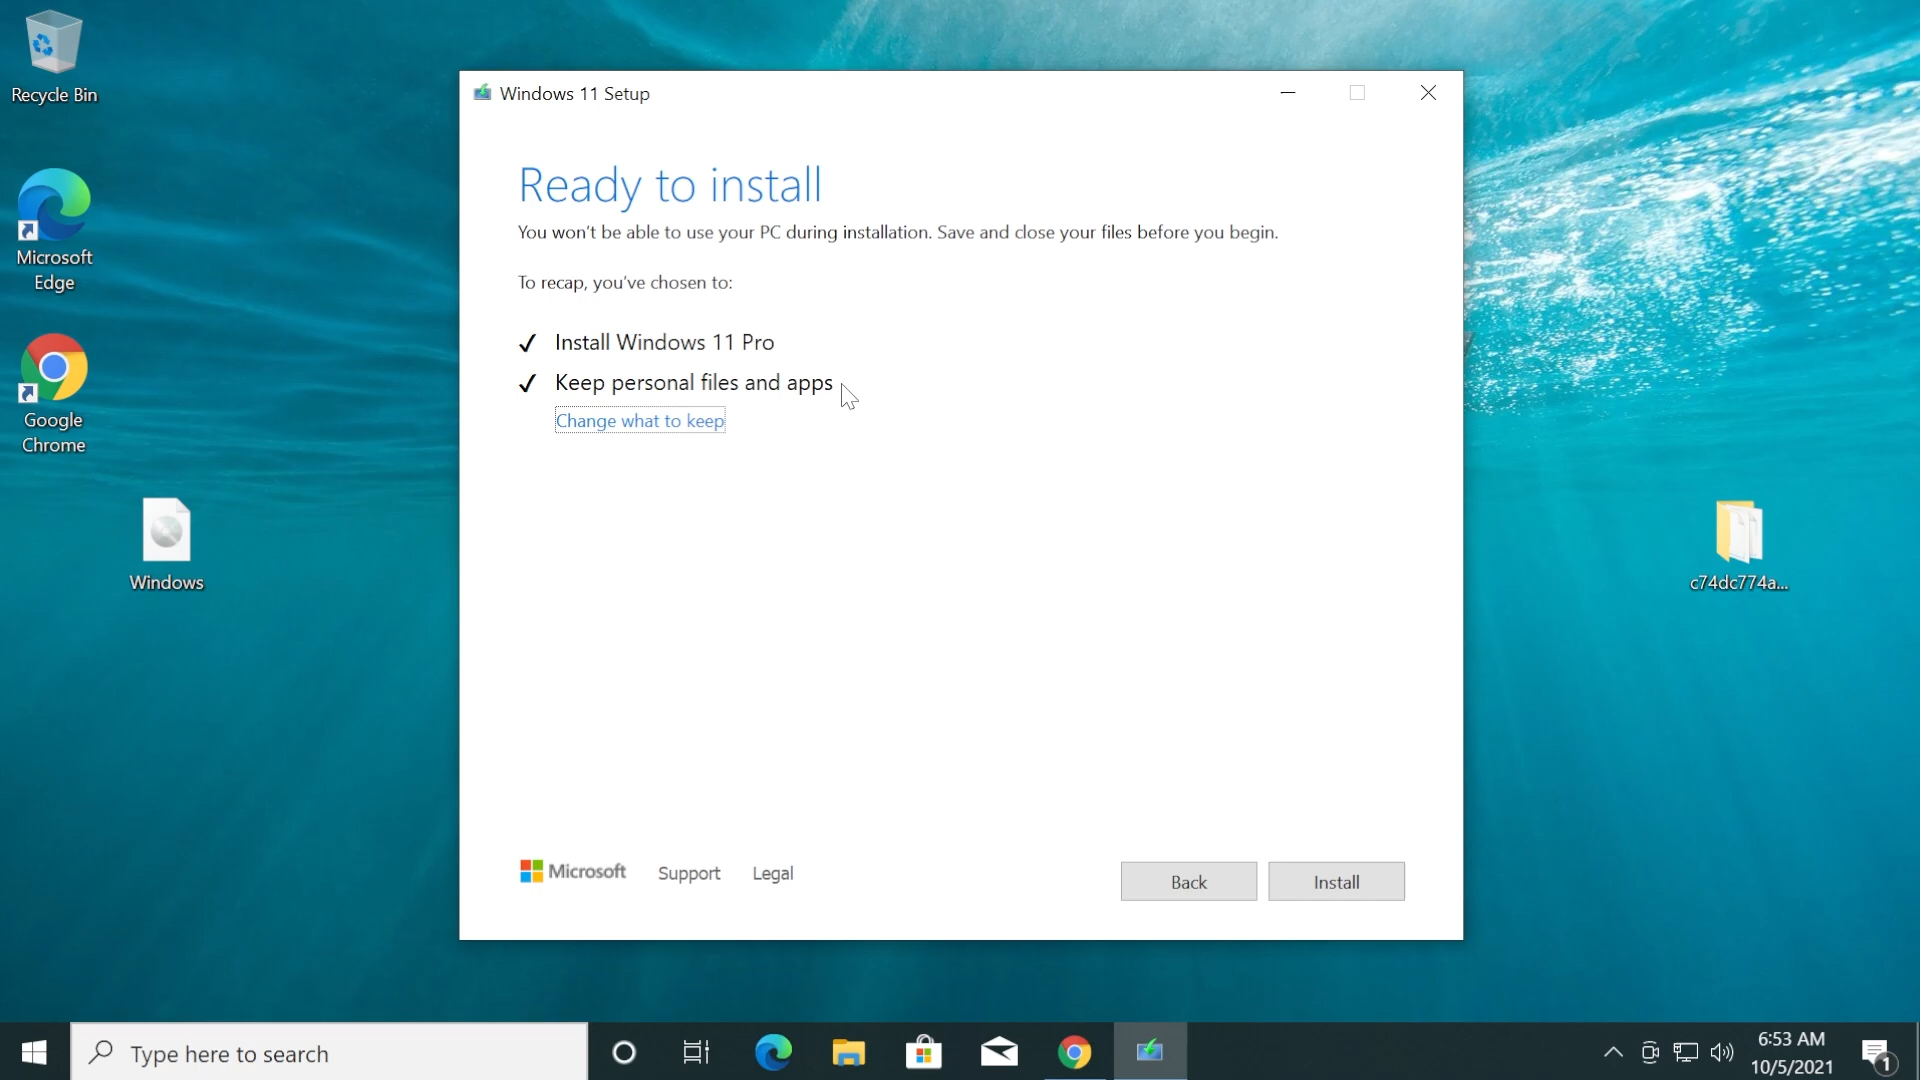 Recycle Bin
Microsoft
Edge
Google
Chrome
Windows
Windows 11 Setup
Ready to install
You won't be able to use your PC during installation. Save and close your files before you begin.
To recap, you've chosen to:
Install Windows 11 Pro
Keep personal files and apps
Change what to keep
Microsoft
Support
Legal
Back
Install
c74dc774a...
Type here to search
6:53 AM
10/5/2021
1